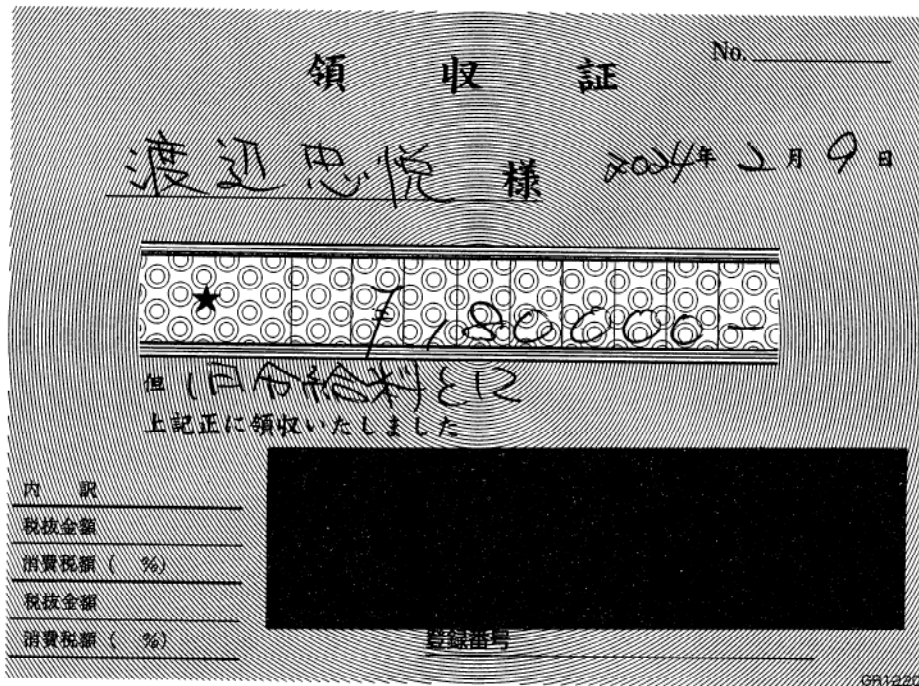 領収証
No.
渡辺忠悦 様 2024年 2月 9日
★ ¥,80000-
但 1月分給料として
上記正に領収いたしました
内訳
税抜金額
消費税額( %)
税抜金額
消費税額( %)
登録番号
GR1220